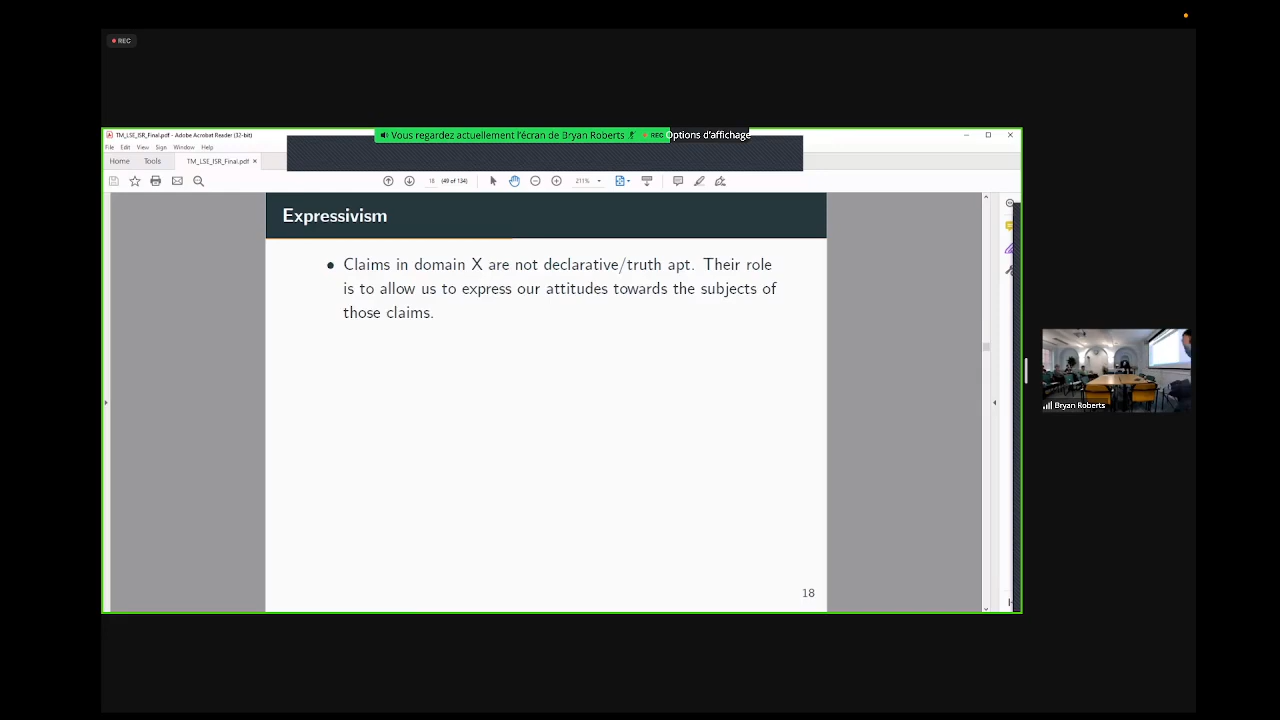 REC
TM_LSE_ISR_Final.pdf - Adobe Acrobat Reader (32-bit)
Vous regardez actuellement l'écran de Bryan Roberts
REC
Options d'affichage
File Edit View Sign Window Help
Home Tools TM_LSE_ISR_Final.pdf ×
18 (49 of 134) 211%
Expressivism
• Claims in domain X are not declarative/truth apt. Their role
is to allow us to express our attitudes towards the subjects of
those claims.
18
Bryan Roberts